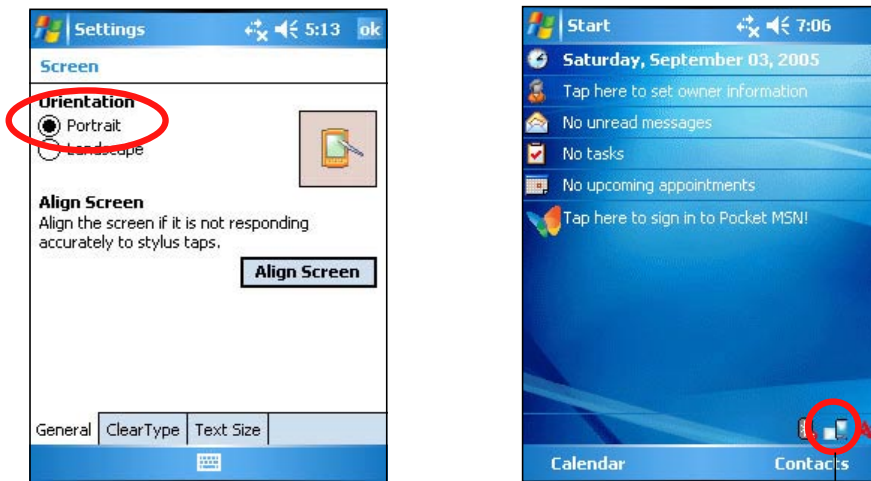 Settings 5:13 ok
Screen
Orientation
Portrait
Landscape
Align Screen
Align the screen if it is not responding
accurately to stylus taps.
Align Screen
General ClearType Text Size
Start 7:06
Saturday, September 03, 2005
Tap here to set owner information
No unread messages
No tasks
No upcoming appointments
Tap here to sign in to Pocket MSN!
Calendar Contacts